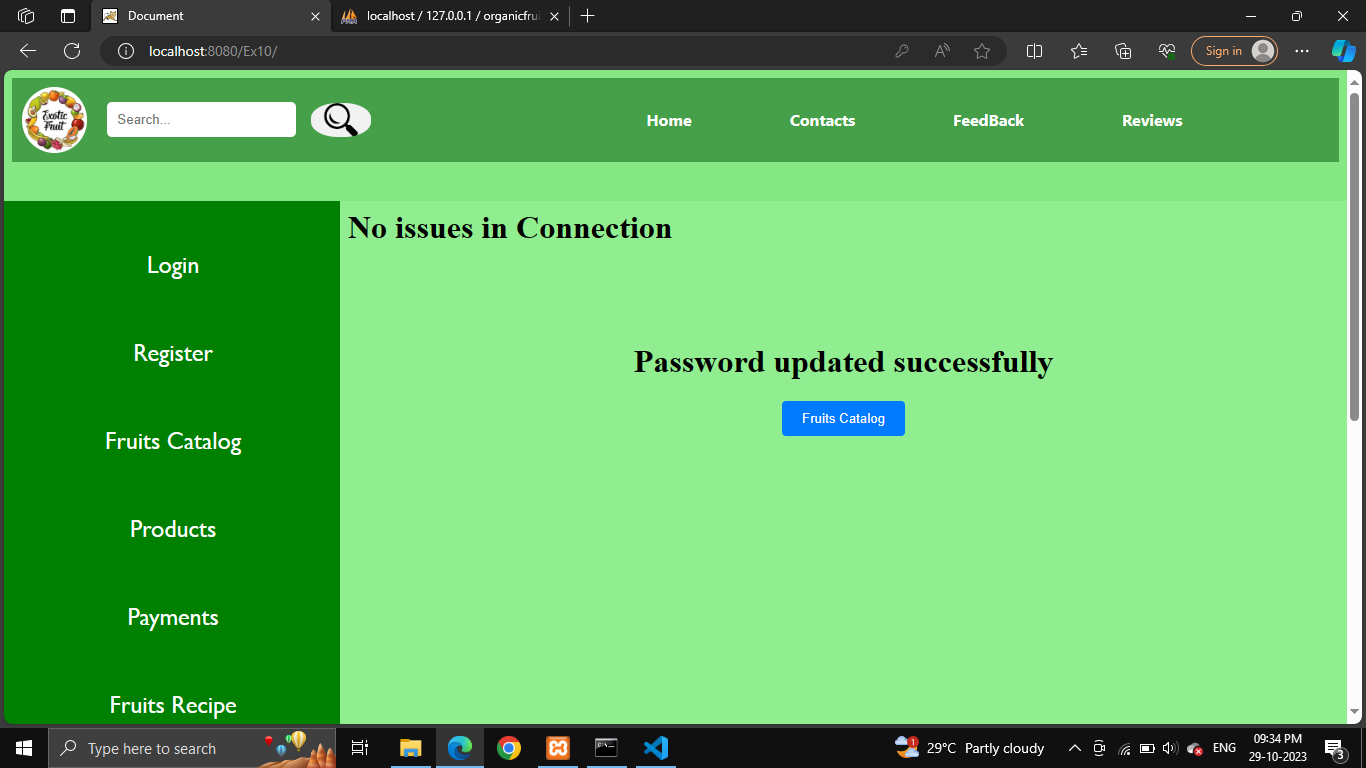 Document
localhost / 127.0.0.1 / organicfrui
localhost:8080/Ex10/
Sign in
Exotic
Fruit
Search...
Home
Contacts
FeedBack
Reviews
Login
Register
Fruits Catalog
Products
Payments
Fruits Recipe
No issues in Connection
Password updated successfully
Fruits Catalog
Type here to search
29°C Partly cloudy
ENG
09:34 PM
29-10-2023
3